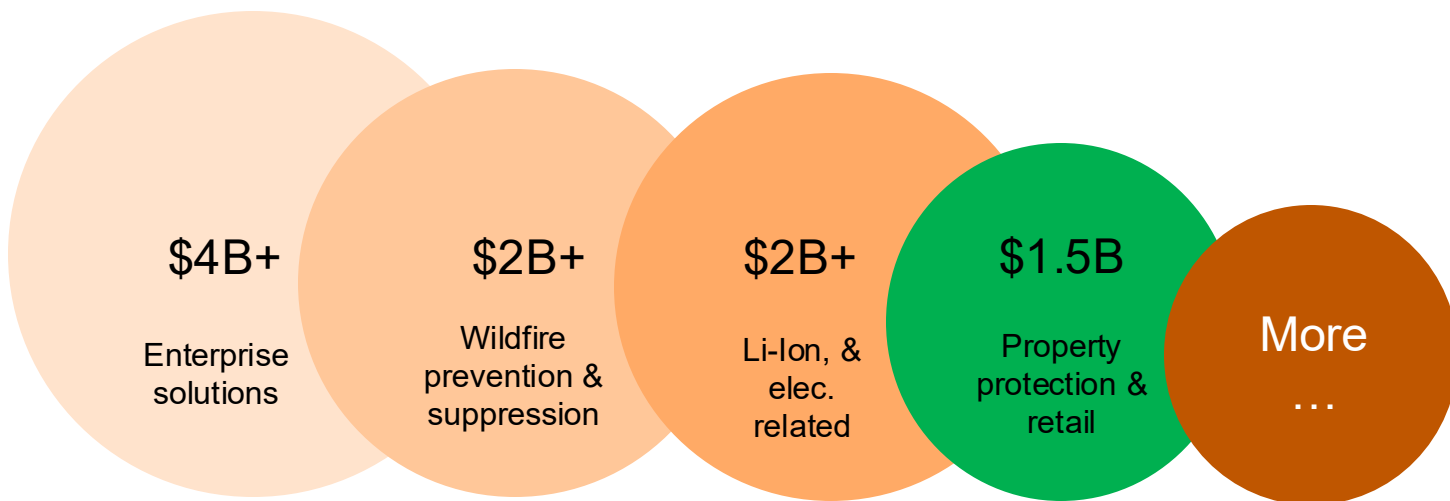 $4B+
Enterprise
solutions
$2B+
Wildfire
prevention &
suppression
$2B+
Li-Ion, &
elec.
related
$1.5B
Property
protection &
retail
More
...